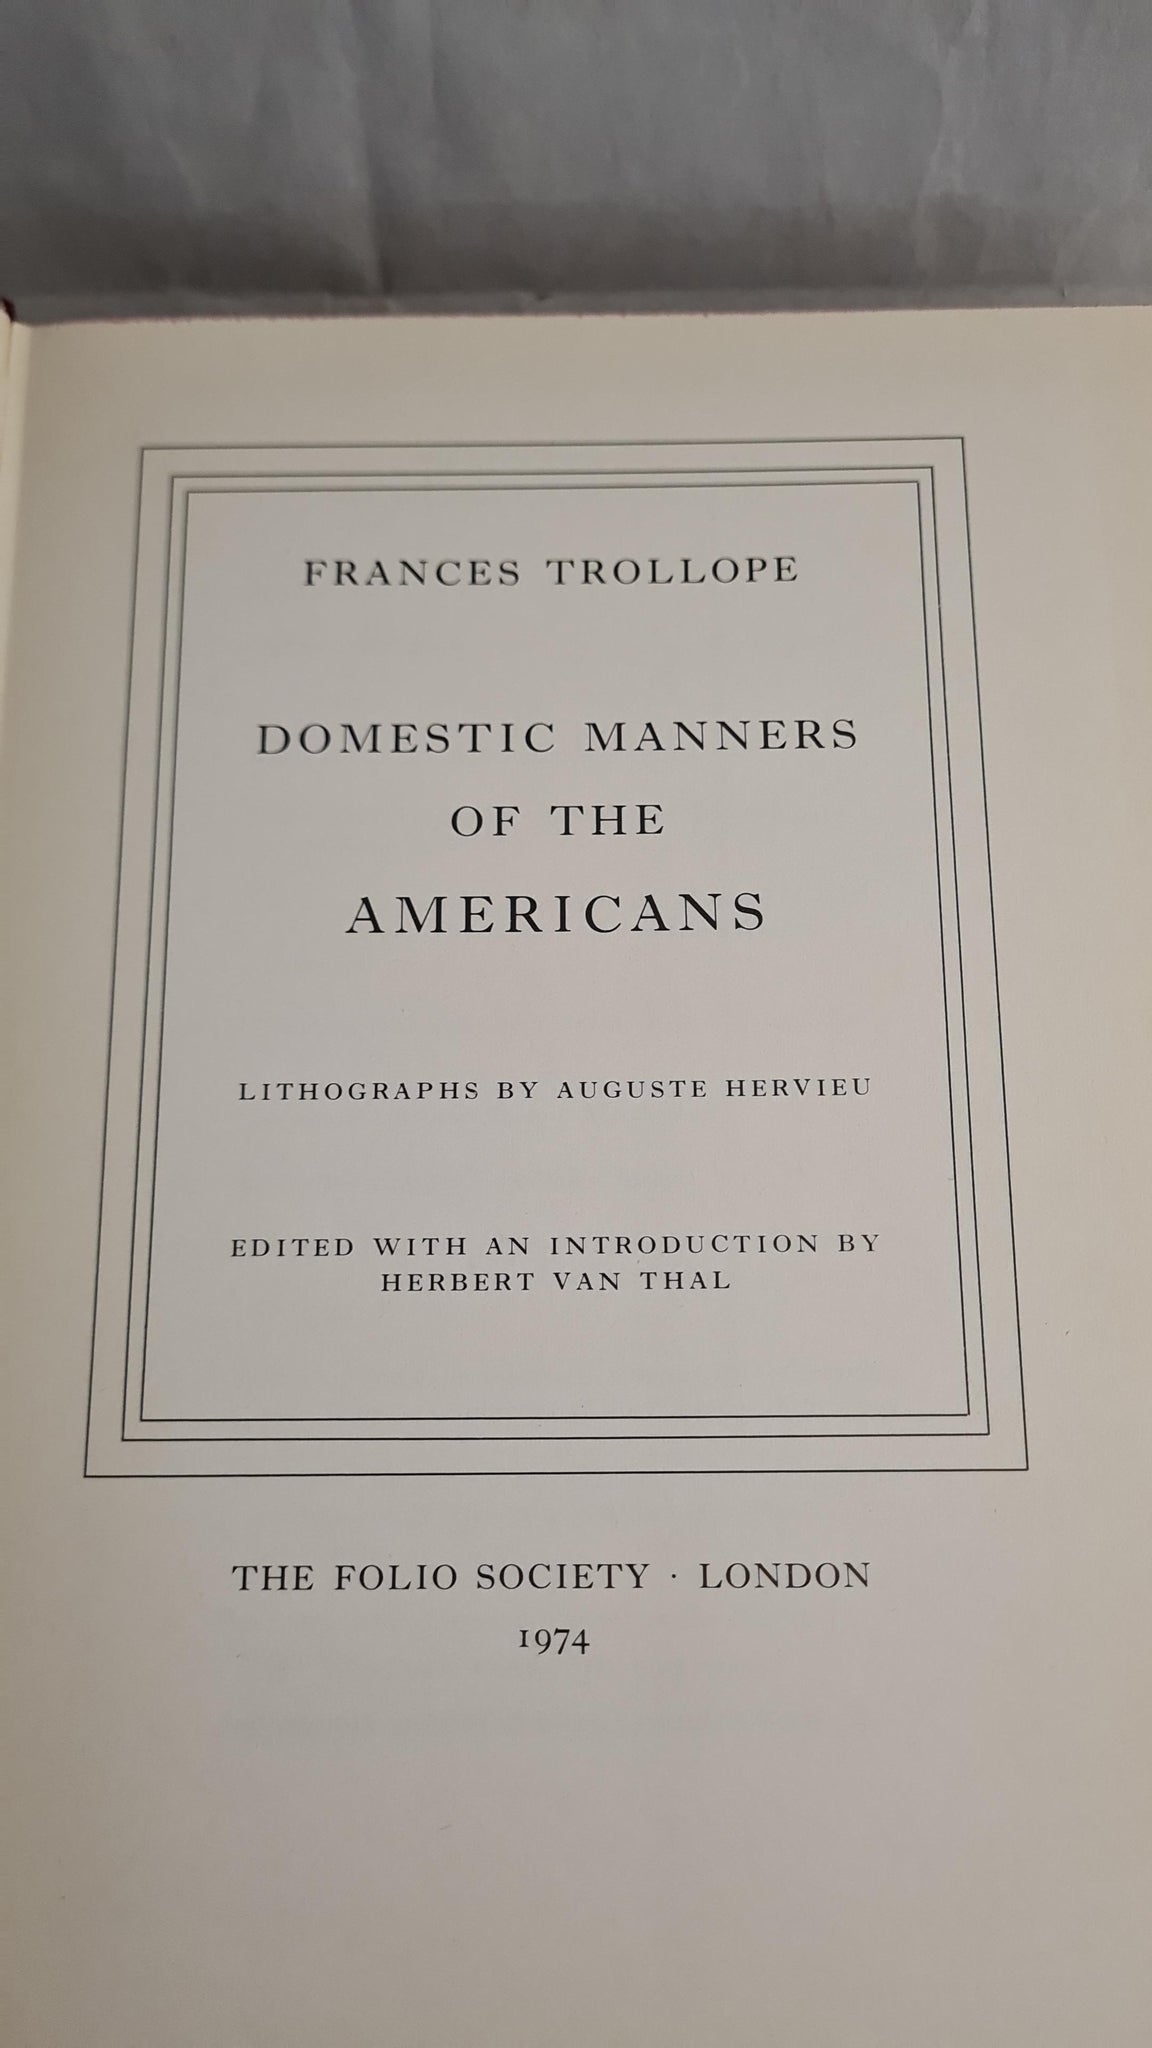 FRANCES TROLLOPE
DOMESTIC MANNERS
OF THE
AMERICANS
LITHOGRAPHS BY AUGUSTE HERVIEU
EDITED WITH AN INTRODUCTION BY
HERBERT VAN THAL
THE FOLIO SOCIETY · LONDON
1974